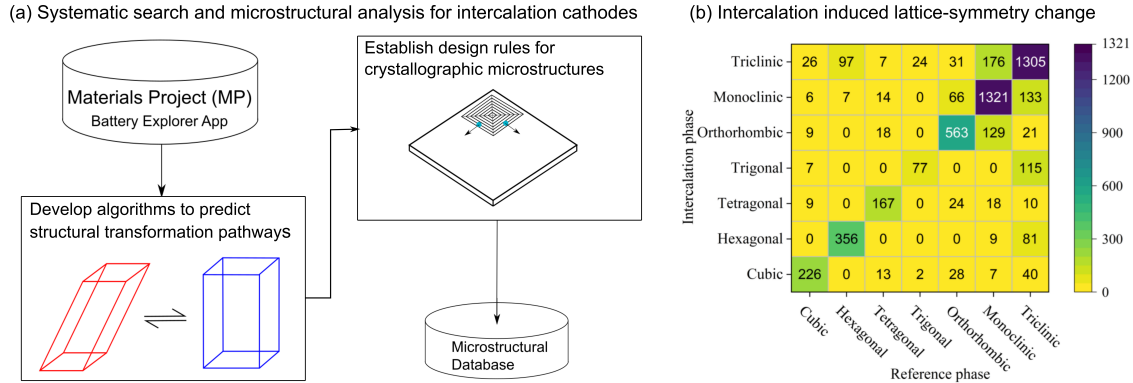 (a) Systematic search and microstructural analysis for intercalation cathodes
Materials Project (MP)
Battery Explorer App
Develop algorithms to predict
structural transformation pathways
Establish design rules for
crystallographic microstructures
Microstructural
Database
(b) Intercalation induced lattice-symmetry change
Intercalation phase
Triclinic 26 97 7 24 31 176 1305
Monoclinic 6 7 14 0 66 1321 133
Orthorhombic 9 0 18 0 563 129 21
Trigonal 7 0 0 77 0 0 115
Tetragonal 9 0 167 0 24 18 10
Hexagonal 0 356 0 0 0 9 81
Cubic 226 0 13 2 28 7 40
Cubic Hexagonal Tetragonal Trigonal Orthorhombic Monoclinic Triclinic
Reference phase
1321
1200
900
600
300
0